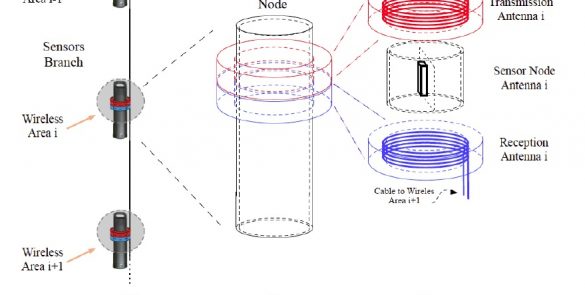 Area i-1
Sensors
Branch
Wireless
Area i
Wireless
Area i+1
Node
Transmission
Antenna i
Sensor Node
Antenna i
Reception
Antenna i
Cable to Wireles
Area i+1